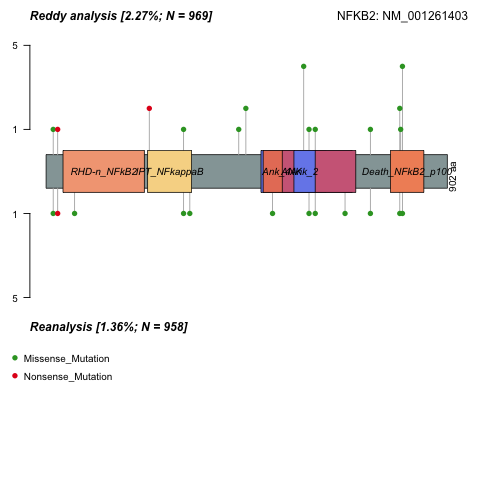 Reddy analysis [2.27%; N = 969]
NFKB2: NM_001261403
5
1
RHD-n_NFkB2
IPT_NFkappaB
Ank_2
Death_NFkB2_p100
902 aa
1
5
Reanalysis [1.36%; N = 958]
Missense_Mutation
Nonsense_Mutation